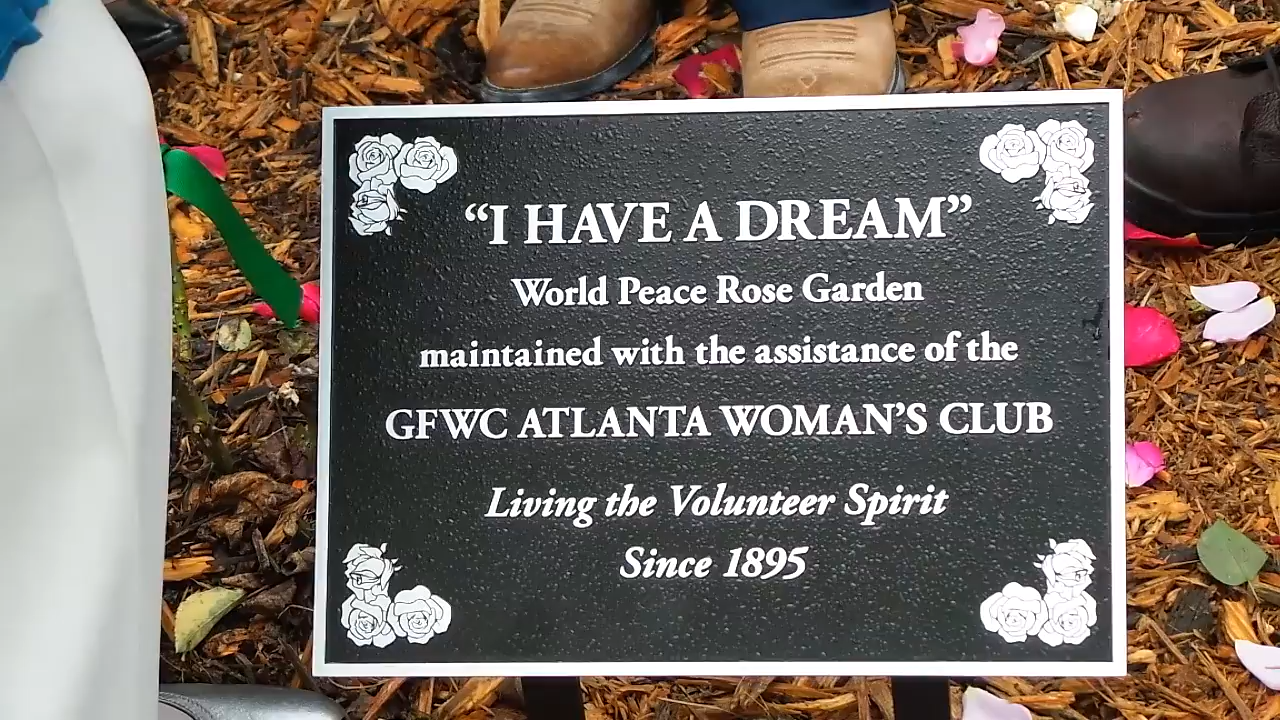 “I HAVE A DREAM”
World Peace Rose Garden
maintained with the assistance of the
GFWC ATLANTA WOMAN’S CLUB
Living the Volunteer Spirit
Since 1895